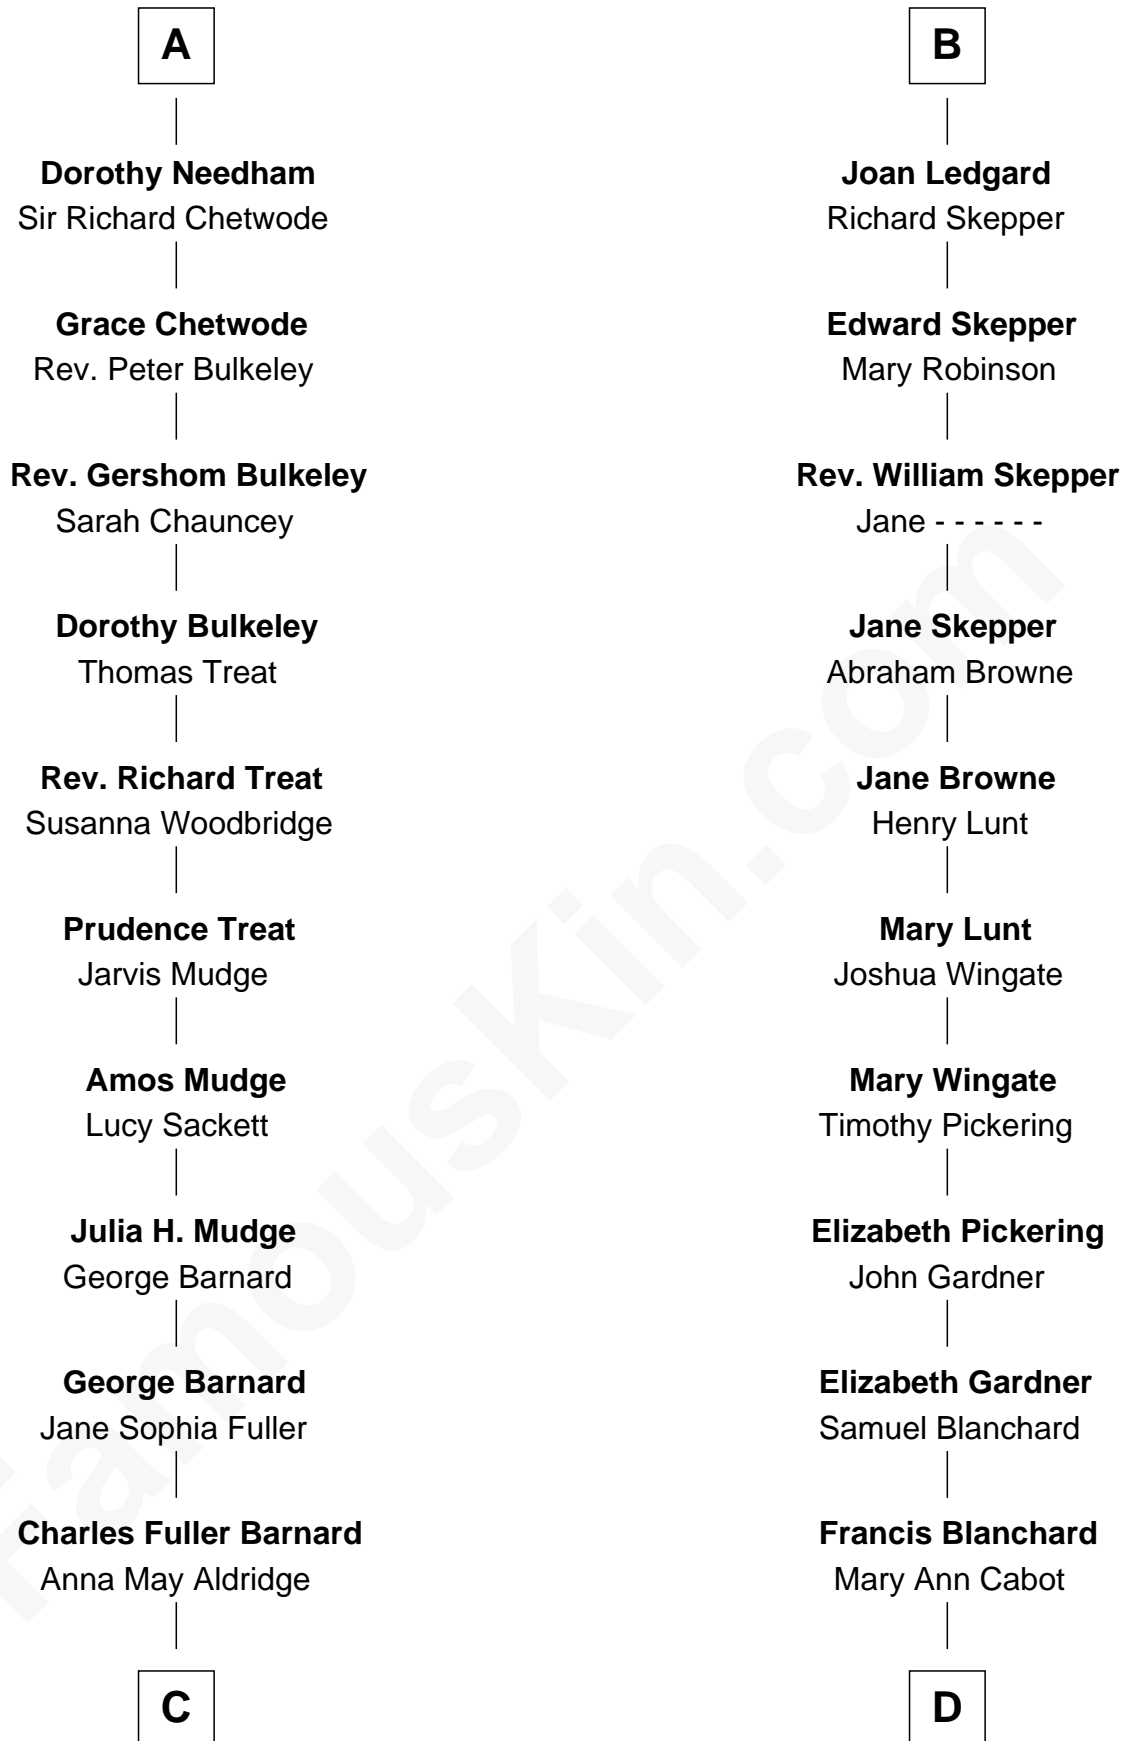 A
Dorothy Needham
Sir Richard Chetwode
Grace Chetwode
Rev. Peter Bulkeley
Rev. Gershom Bulkeley
Sarah Chauncey
Dorothy Bulkeley
Thomas Treat
Rev. Richard Treat
Susanna Woodbridge
Prudence Treat
Jarvis Mudge
Amos Mudge
Lucy Sackett
Julia H. Mudge
George Barnard
George Barnard
Jane Sophia Fuller
Charles Fuller Barnard
Anna May Aldridge
C
B
Joan Ledgard
Richard Skepper
Edward Skepper
Mary Robinson
Rev. William Skepper
Jane - - - - - -
Jane Skepper
Abraham Browne
Jane Browne
Henry Lunt
Mary Lunt
Joshua Wingate
Mary Wingate
Timothy Pickering
Elizabeth Pickering
John Gardner
Elizabeth Gardner
Samuel Blanchard
Francis Blanchard
Mary Ann Cabot
D
FamousKin.com